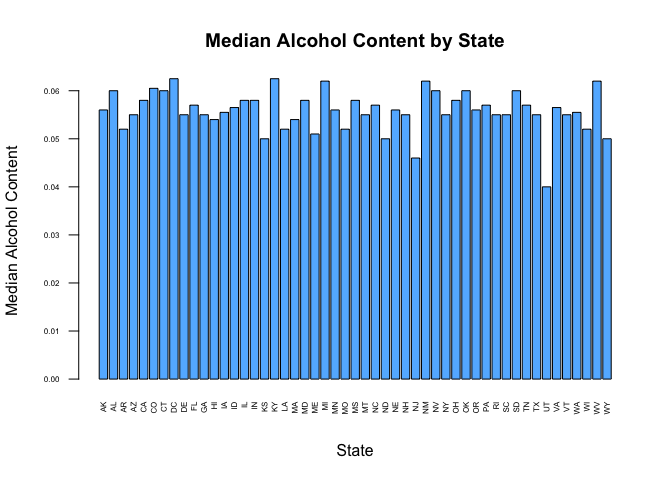 Median Alcohol Content by State
Median Alcohol Content
0.06
0.05
0.04
0.03
0.02
0.01
0.00
AK AL AR AZ CA CO CT DC DE FL GA HI IA ID IL IN KS KY LA MA MD ME MI MN MO MS MT NC ND NE NH NJ NM NV NY OH OK OR PA RI SC SD TN TX UT VA VT WA WI WV WY
State